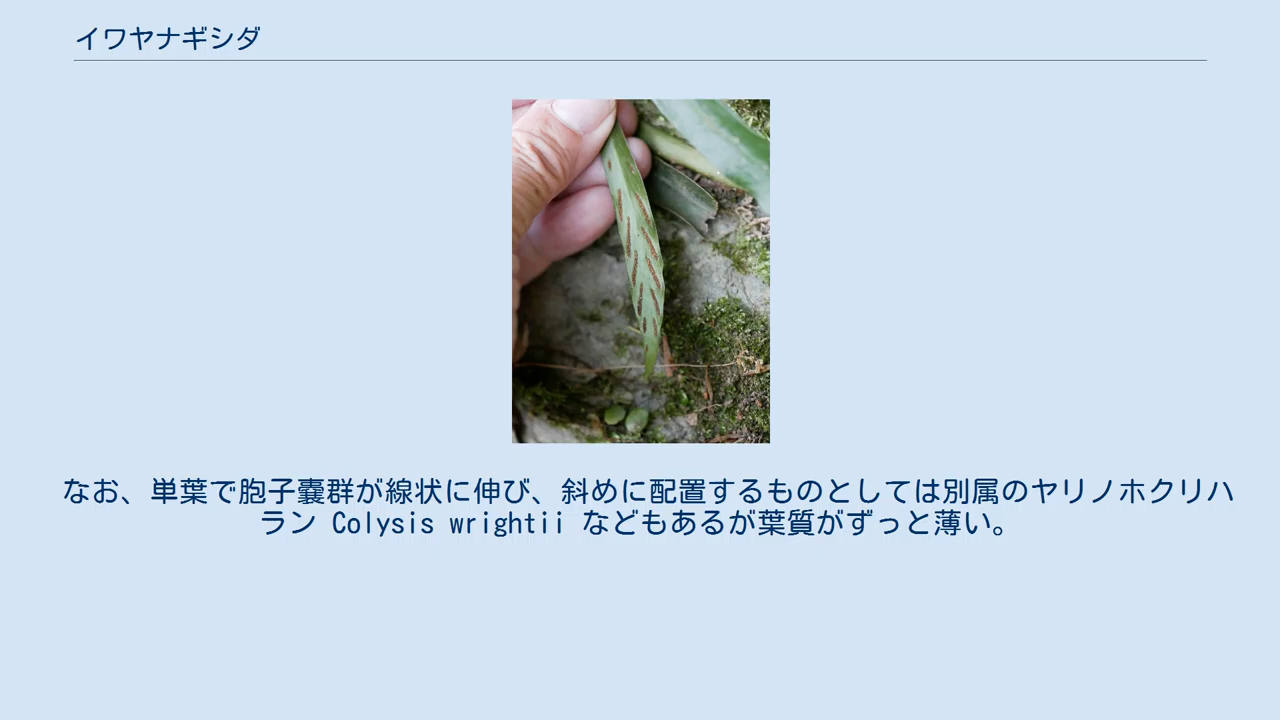 イワヤナギシダ
なお、単葉で胞子嚢群が線状に伸び、斜めに配置するものとしては別属のヤリノホクリハ
ラン Colysis wrightii などもあるが葉質がずっと薄い。